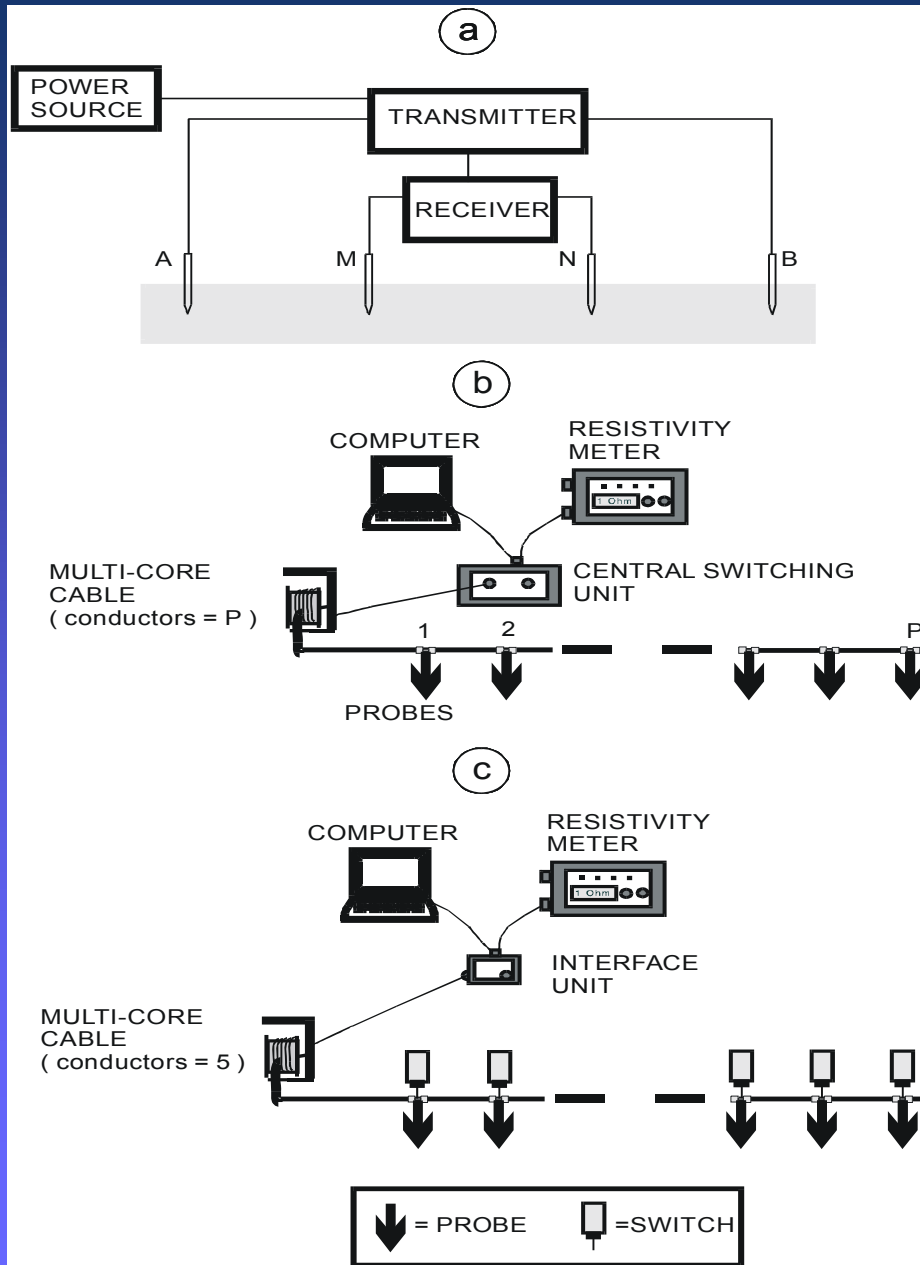 a
POWER
SOURCE
TRANSMITTER
RECEIVER
A
M
N
B
b
COMPUTER
RESISTIVITY
METER
1 Ohm
MULTI-CORE
CABLE
( conductors = P )
CENTRAL SWITCHING
UNIT
1
2
P
PROBES
c
COMPUTER
RESISTIVITY
METER
1 Ohm
INTERFACE
UNIT
MULTI-CORE
CABLE
( conductors = 5 )
= PROBE
=SWITCH